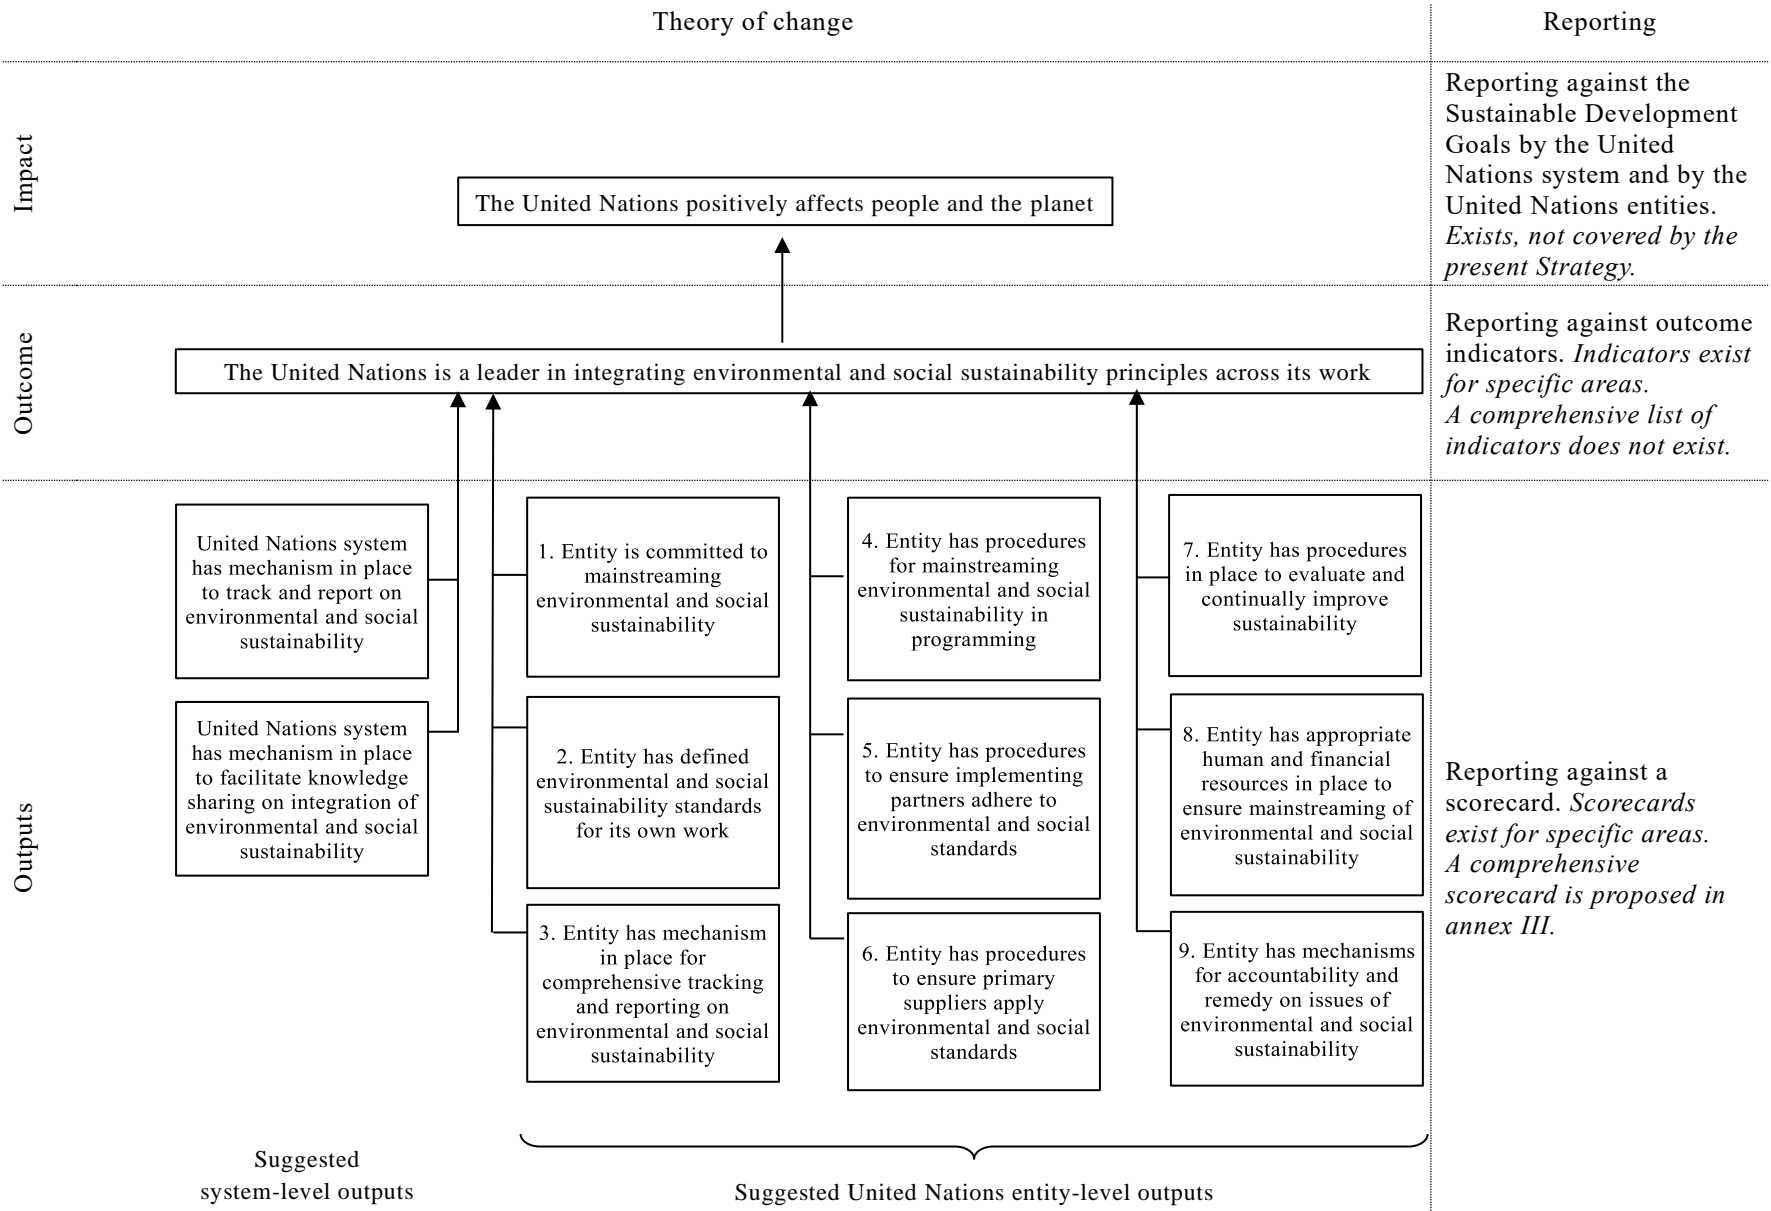 Theory of change
Reporting
Impact
The United Nations positively affects people and the planet
Reporting against the
Sustainable Development
Goals by the United
Nations system and by the
United Nations entities.
Exists, not covered by the
present Strategy.
Outcome
The United Nations is a leader in integrating environmental and social sustainability principles across its work
Reporting against outcome
indicators. Indicators exist
for specific areas.
A comprehensive list of
indicators does not exist.
Outputs
United Nations system
has mechanism in place
to track and report on
environmental and social
sustainability
United Nations system
has mechanism in place
to facilitate knowledge
sharing on integration of
environmental and social
sustainability
1. Entity is committed to
mainstreaming
environmental and social
sustainability
2. Entity has defined
environmental and social
sustainability standards
for its own work
3. Entity has mechanism
in place for
comprehensive tracking
and reporting on
environmental and social
sustainability
4. Entity has procedures
for mainstreaming
environmental and social
sustainability in
programming
5. Entity has procedures
to ensure implementing
partners adhere to
environmental and social
standards
6. Entity has procedures
to ensure primary
suppliers apply
environmental and social
standards
7. Entity has procedures
in place to evaluate and
continually improve
sustainability
8. Entity has appropriate
human and financial
resources in place to
ensure mainstreaming of
environmental and social
sustainability
9. Entity has mechanisms
for accountability and
remedy on issues of
environmental and social
sustainability
Reporting against a
scorecard. Scorecards
exist for specific areas.
A comprehensive
scorecard is proposed in
annex III.
Suggested
system-level outputs
Suggested United Nations entity-level outputs